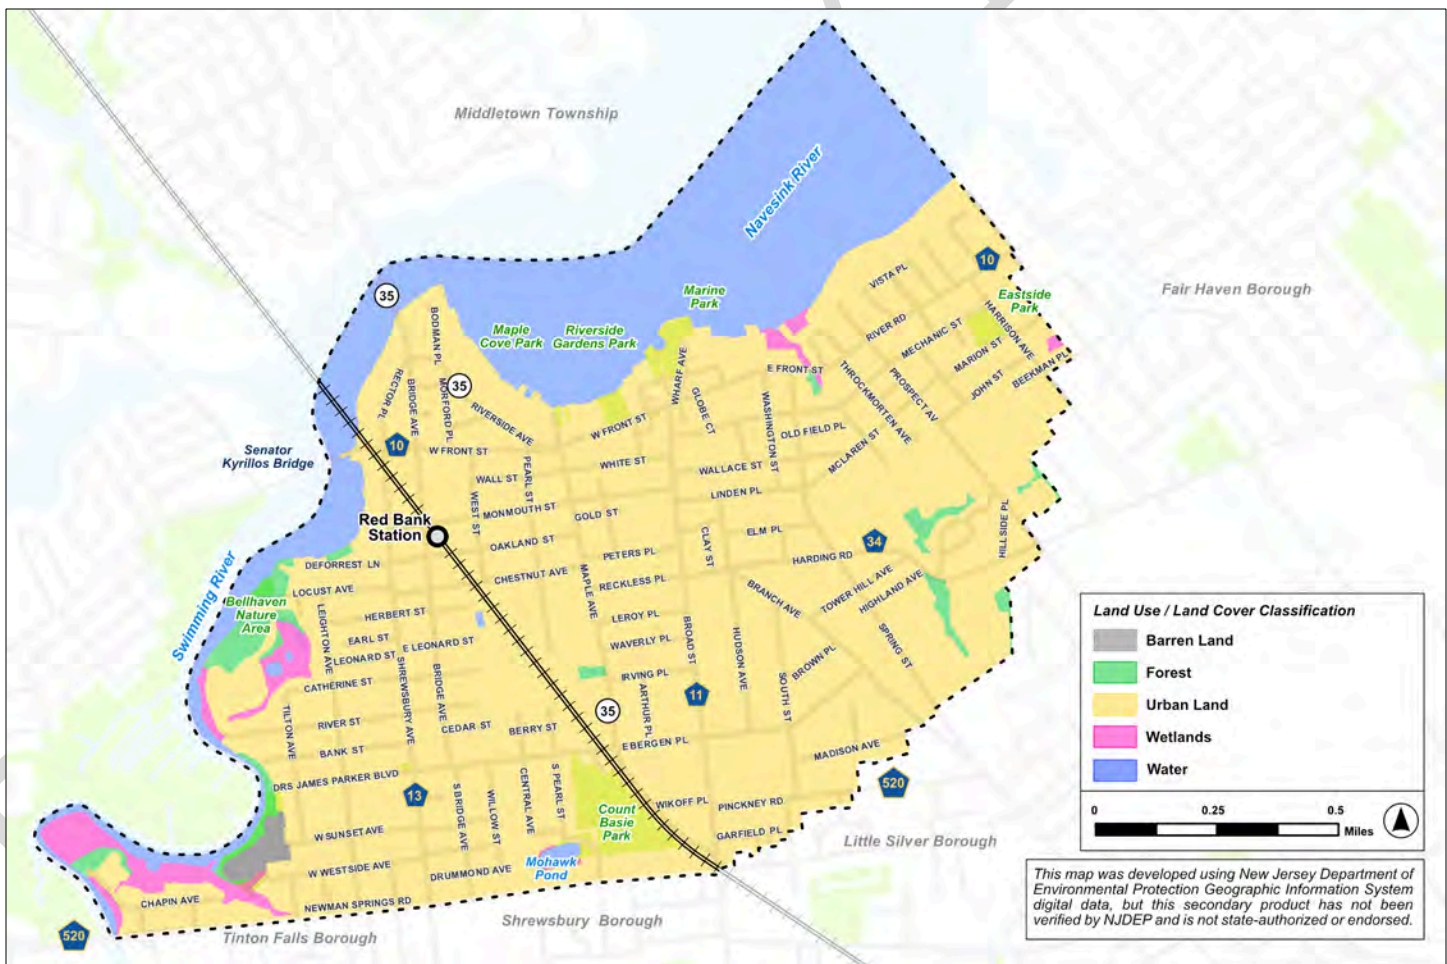 Middletown Township
Navesink River
10
VISTA PL
Fair Haven Borough
35
Marine
Park
Eastside
Park
BODMAN PL
Maple
Cove Park
Riverside
Gardens Park
RIVER RD
MECHANIC ST
HARRISON AVE
MARION ST
BEEKMAN PL
JOHN ST
E FRONT ST
THROCKMORTEN AVE
PROSPECT AV
RECTOR PL
BRIDGE AVE
MORFORD PL
35
RIVERSIDE AVE
WHARF AVE
GLOBE CT
WASHINGTON ST
W FRONT ST
OLD FIELD PL
MCLAREN ST
Senator
Kyrillos Bridge
10
W FRONT ST
PEARL ST
WHITE ST
WALLACE ST
WALL ST
WEST ST
LINDEN PL
MONMOUTH ST
GOLD ST
Red Bank
Station
CLAY ST
ELM PL
34
HILLSIDE PL
OAKLAND ST
PETERS PL
HARDING RD
DEFORREST LN
CHESTNUT AVE
MAPLE AVE
RECKLESS PL
BRANCH AVE
TOWER HILL AVE
HIGHLAND AVE
Swimming River
LOCUST AVE
Bellhaven
Nature
Area
LEIGHTON AVE
HERBERT ST
LEROY PL
EARL ST
E LEONARD ST
WAVERLY PL
BROAD ST
HUDSON AVE
SPRING ST
LEONARD ST
SHREWSBURY AVE
BRIDGE AVE
BROWN PL
CATHERINE ST
IRVING PL
ARTHUR PL
11
SOUTH ST
TILTON AVE
RIVER ST
CEDAR ST
BERRY ST
35
BANK ST
E BERGEN PL
MADISON AVE
DRS JAMES PARKER BLVD
13
S BRIDGE AVE
WILLOW ST
CENTRAL AVE
S PEARL ST
520
Count
Basie
Park
WIKOFF PL
PINCKNEY RD
W SUNSET AVE
GARFIELD PL
Little Silver Borough
W WESTSIDE AVE
DRUMMOND AVE
Mohawk
Pond
CHAPIN AVE
NEWMAN SPRINGS RD
Shrewsbury Borough
520
Tinton Falls Borough
Land Use / Land Cover Classification
Barren Land
Forest
Urban Land
Wetlands
Water
0 0.25 0.5
Miles
This map was developed using New Jersey Department of
Environmental Protection Geographic Information System
digital data, but this secondary product has not been
verified by NJDEP and is not state-authorized or endorsed.